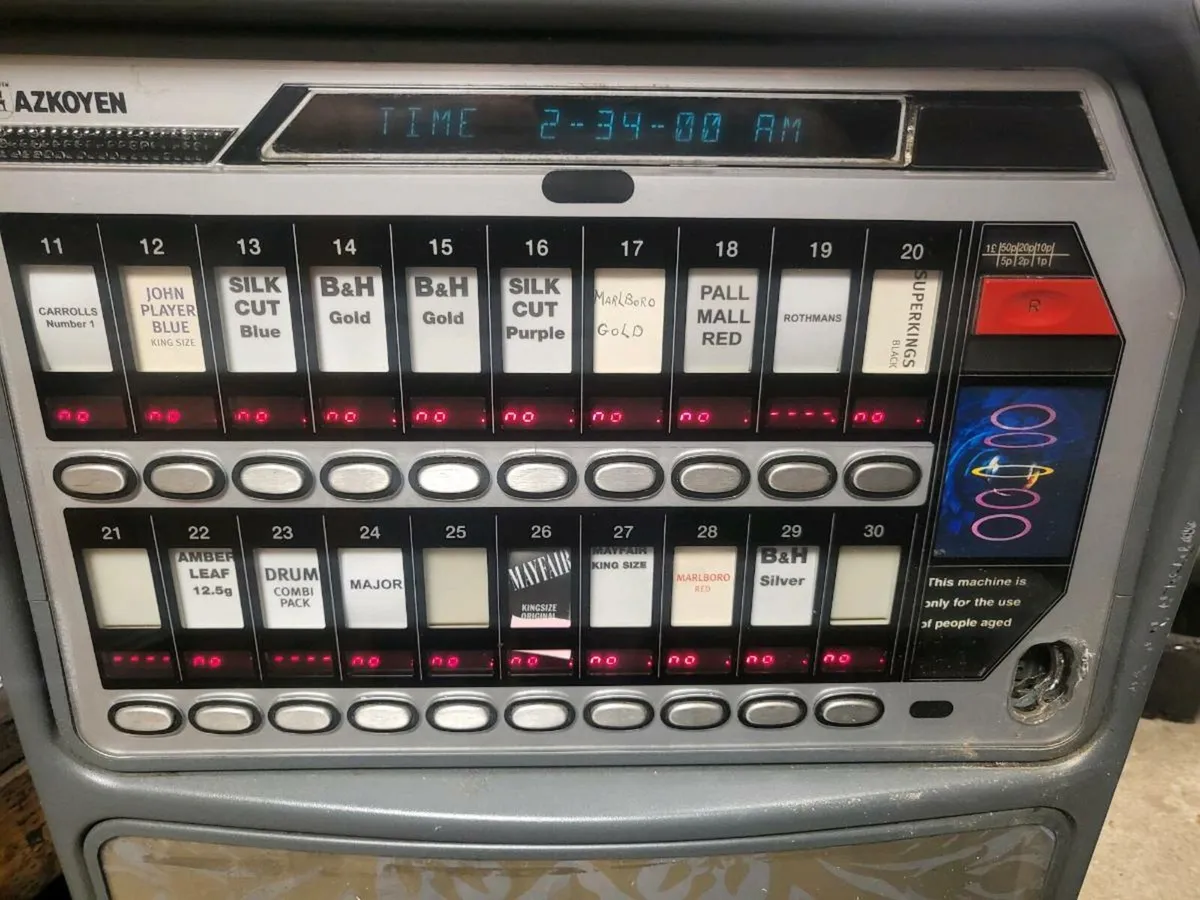 AZKOYEN
TIME 2-34-00 AM
11 12 13 14 15 16 17 18 19 20
CARROLLS
Number 1
JOHN
PLAYER
BLUE
KING SIZE
SILK
CUT
Blue
B&H
Gold
B&H
Gold
SILK
CUT
Purple
MARLBORO
GOLD
PALL
MALL
RED
ROTHMANS
SUPERKINGS
BLACK
1£ 50p 20p 10p
5p 2p 1p
R
no no no no no no no no ---- no
21 22 23 24 25 26 27 28 29 30
AMBER
LEAF
12.5g
DRUM
COMBI
PACK
MAJOR
MAYFAIR
KINGSIZE
ORIGINAL
MAYFAIR
KING SIZE
MARLBORO
RED
B&H
Silver
---- no ---- no no no no no no no
This machine is
only for the use
of people aged